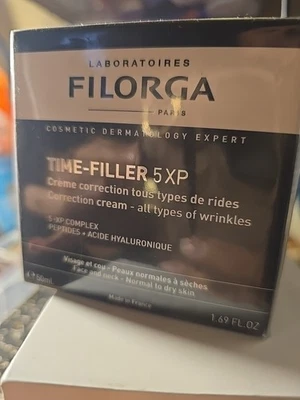 LABORATOIRES
FILORGA
PARIS
COSMETIC DERMATOLOGY EXPERT
TIME-FILLER 5XP
Crème correction tous types de rides
Correction cream - all types of wrinkles
5-XP COMPLEX
PEPTIDES + ACIDE HYALURONIQUE
Visage et cou - Peaux normales à sèches
Face and neck - Normal to dry skin
50ml
Made in France
1.69 FL.OZ